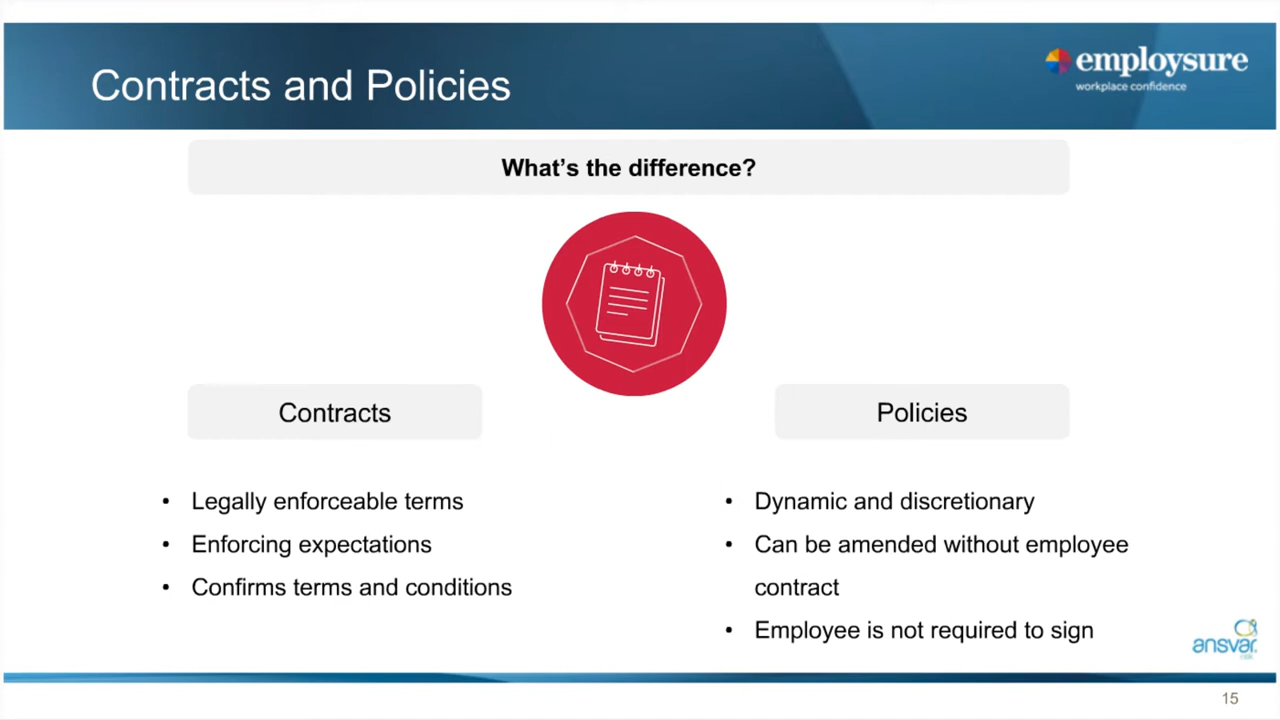 Contracts and Policies
employsure
workplace confidence
What's the difference?
Contracts
Policies
• Legally enforceable terms
• Enforcing expectations
• Confirms terms and conditions
• Dynamic and discretionary
• Can be amended without employee
contract
• Employee is not required to sign
ansvar
15